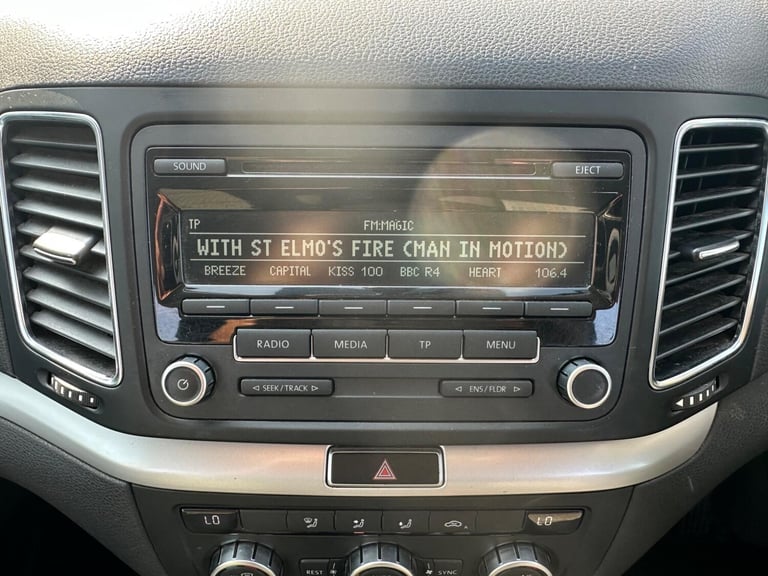 SOUND EJECT
TP FM:MAGIC
WITH ST ELMO'S FIRE (MAN IN MOTION)
BREEZE CAPITAL KISS 100 BBC R4 HEART 106.4
RADIO MEDIA TP MENU
SEEK / TRACK ENS / FLDR
LO LO
REST SYNC